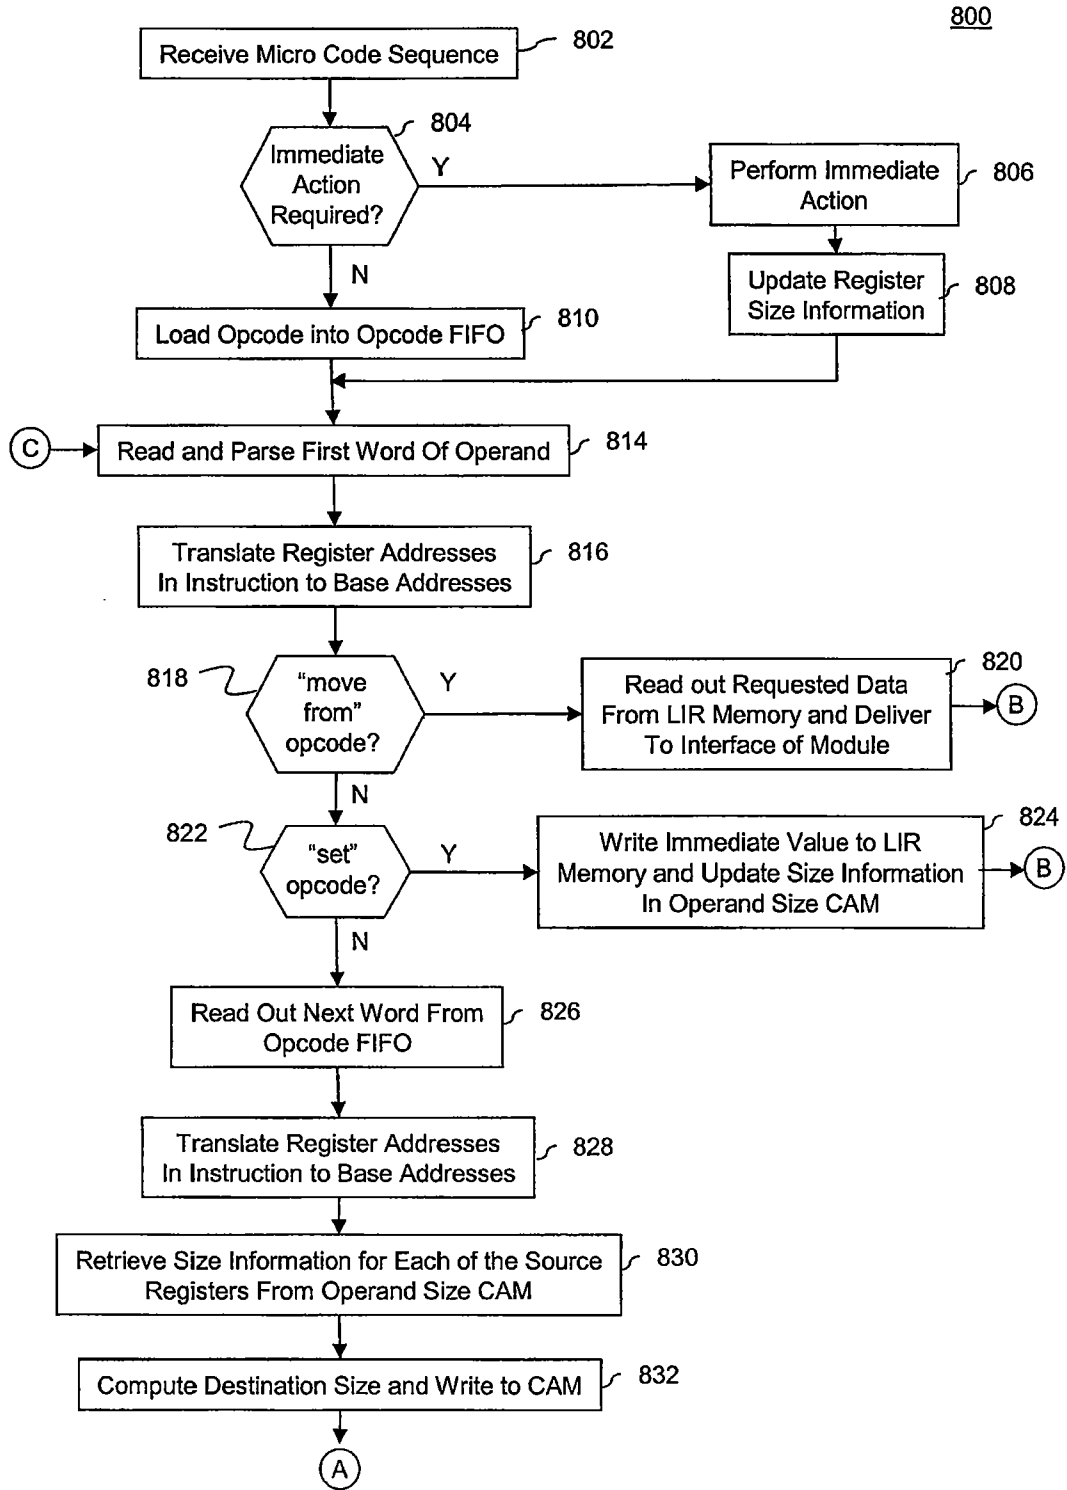 800
Receive Micro Code Sequence
802
Immediate
Action
Required?
804
Y
Perform Immediate
Action
806
N
Update Register
Size Information
808
Load Opcode into Opcode FIFO
810
C
Read and Parse First Word Of Operand
814
Translate Register Addresses
In Instruction to Base Addresses
816
818
“move
from”
opcode?
Y
Read out Requested Data
From LIR Memory and Deliver
To Interface of Module
820
B
N
822
“set”
opcode?
Y
Write Immediate Value to LIR
Memory and Update Size Information
In Operand Size CAM
824
B
N
Read Out Next Word From
Opcode FIFO
826
Translate Register Addresses
In Instruction to Base Addresses
828
Retrieve Size Information for Each of the Source
Registers From Operand Size CAM
830
Compute Destination Size and Write to CAM
832
A